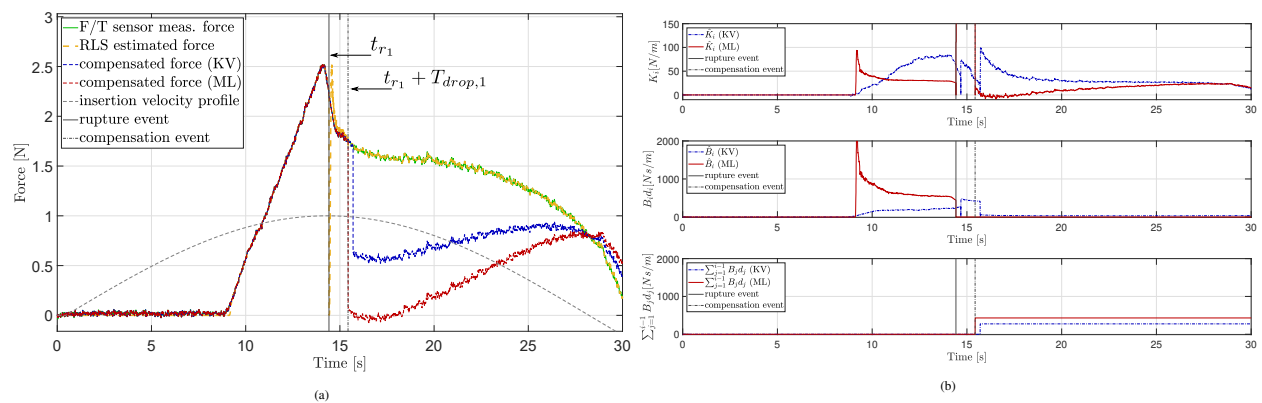 3
2.5
2
1.5
1
0.5
0
Force [N]
F/T sensor meas. force
RLS estimated force
compensated force (KV)
compensated force (ML)
insertion velocity profile
rupture event
compensation event
t_{r_1}
t_{r_1} + T_{drop,1}
0 5 10 15 20 25 30
Time [s]
(a)
150
100
50
0
K_i[N/m]
K̂_i (KV)
K̂_i (ML)
rupture event
compensation event
0 5 10 15 20 25 30
Time [s]
2000
1000
0
B_i d_i[Ns/m]
B̂_i (KV)
B̂_i (ML)
rupture event
compensation event
0 5 10 15 20 25 30
Time [s]
2000
1000
0
∑_{j=1}^{i-1} B_j d_j[Ns/m]
∑_{j=1}^{i-1} B_j d_j (KV)
∑_{j=1}^{i-1} B_j d_j (ML)
rupture event
compensation event
0 5 10 15 20 25 30
Time [s]
(b)